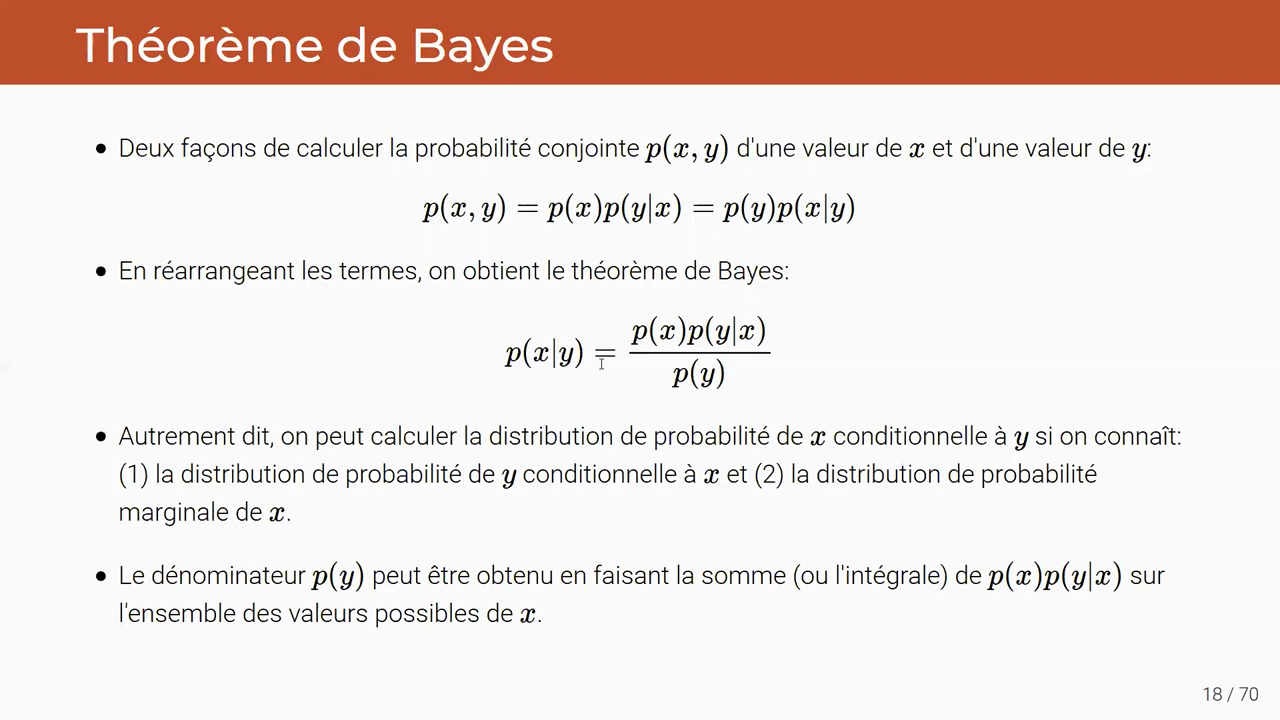 Théorème de Bayes
• Deux façons de calculer la probabilité conjointe p(x, y) d'une valeur de x et d'une valeur de y:
p(x, y) = p(x)p(y|x) = p(y)p(x|y)
• En réarrangeant les termes, on obtient le théorème de Bayes:
p(x|y) = p(x)p(y|x) / p(y)
• Autrement dit, on peut calculer la distribution de probabilité de x conditionnelle à y si on connaît:
(1) la distribution de probabilité de y conditionnelle à x et (2) la distribution de probabilité
marginale de x.
• Le dénominateur p(y) peut être obtenu en faisant la somme (ou l'intégrale) de p(x)p(y|x) sur
l'ensemble des valeurs possibles de x.
18 / 70